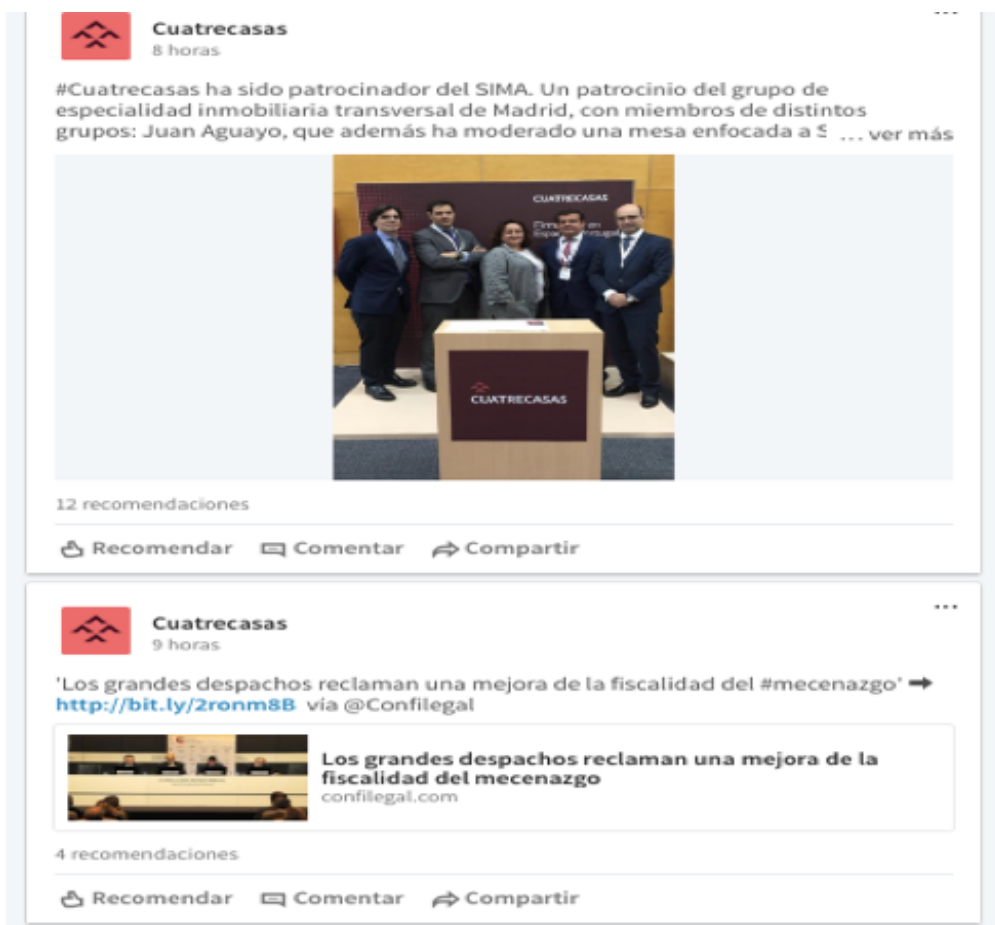 Cuatrecasas
8 horas
#Cuatrecasas ha sido patrocinador del SIMA. Un patrocinio del grupo de
especialidad inmobiliaria transversal de Madrid, con miembros de distintos
grupos: Juan Aguayo, que además ha moderado una mesa enfocada a S ... ver más
CUATRECASAS
CUATRECASAS
12 recomendaciones
Recomendar Comentar Compartir
Cuatrecasas
9 horas
'Los grandes despachos reclaman una mejora de la fiscalidad del #mecenazgo' ➡
http://bit.ly/2ronm8B vía @Confilegal
Los grandes despachos reclaman una mejora de la
fiscalidad del mecenazgo
confilegal.com
4 recomendaciones
Recomendar Comentar Compartir